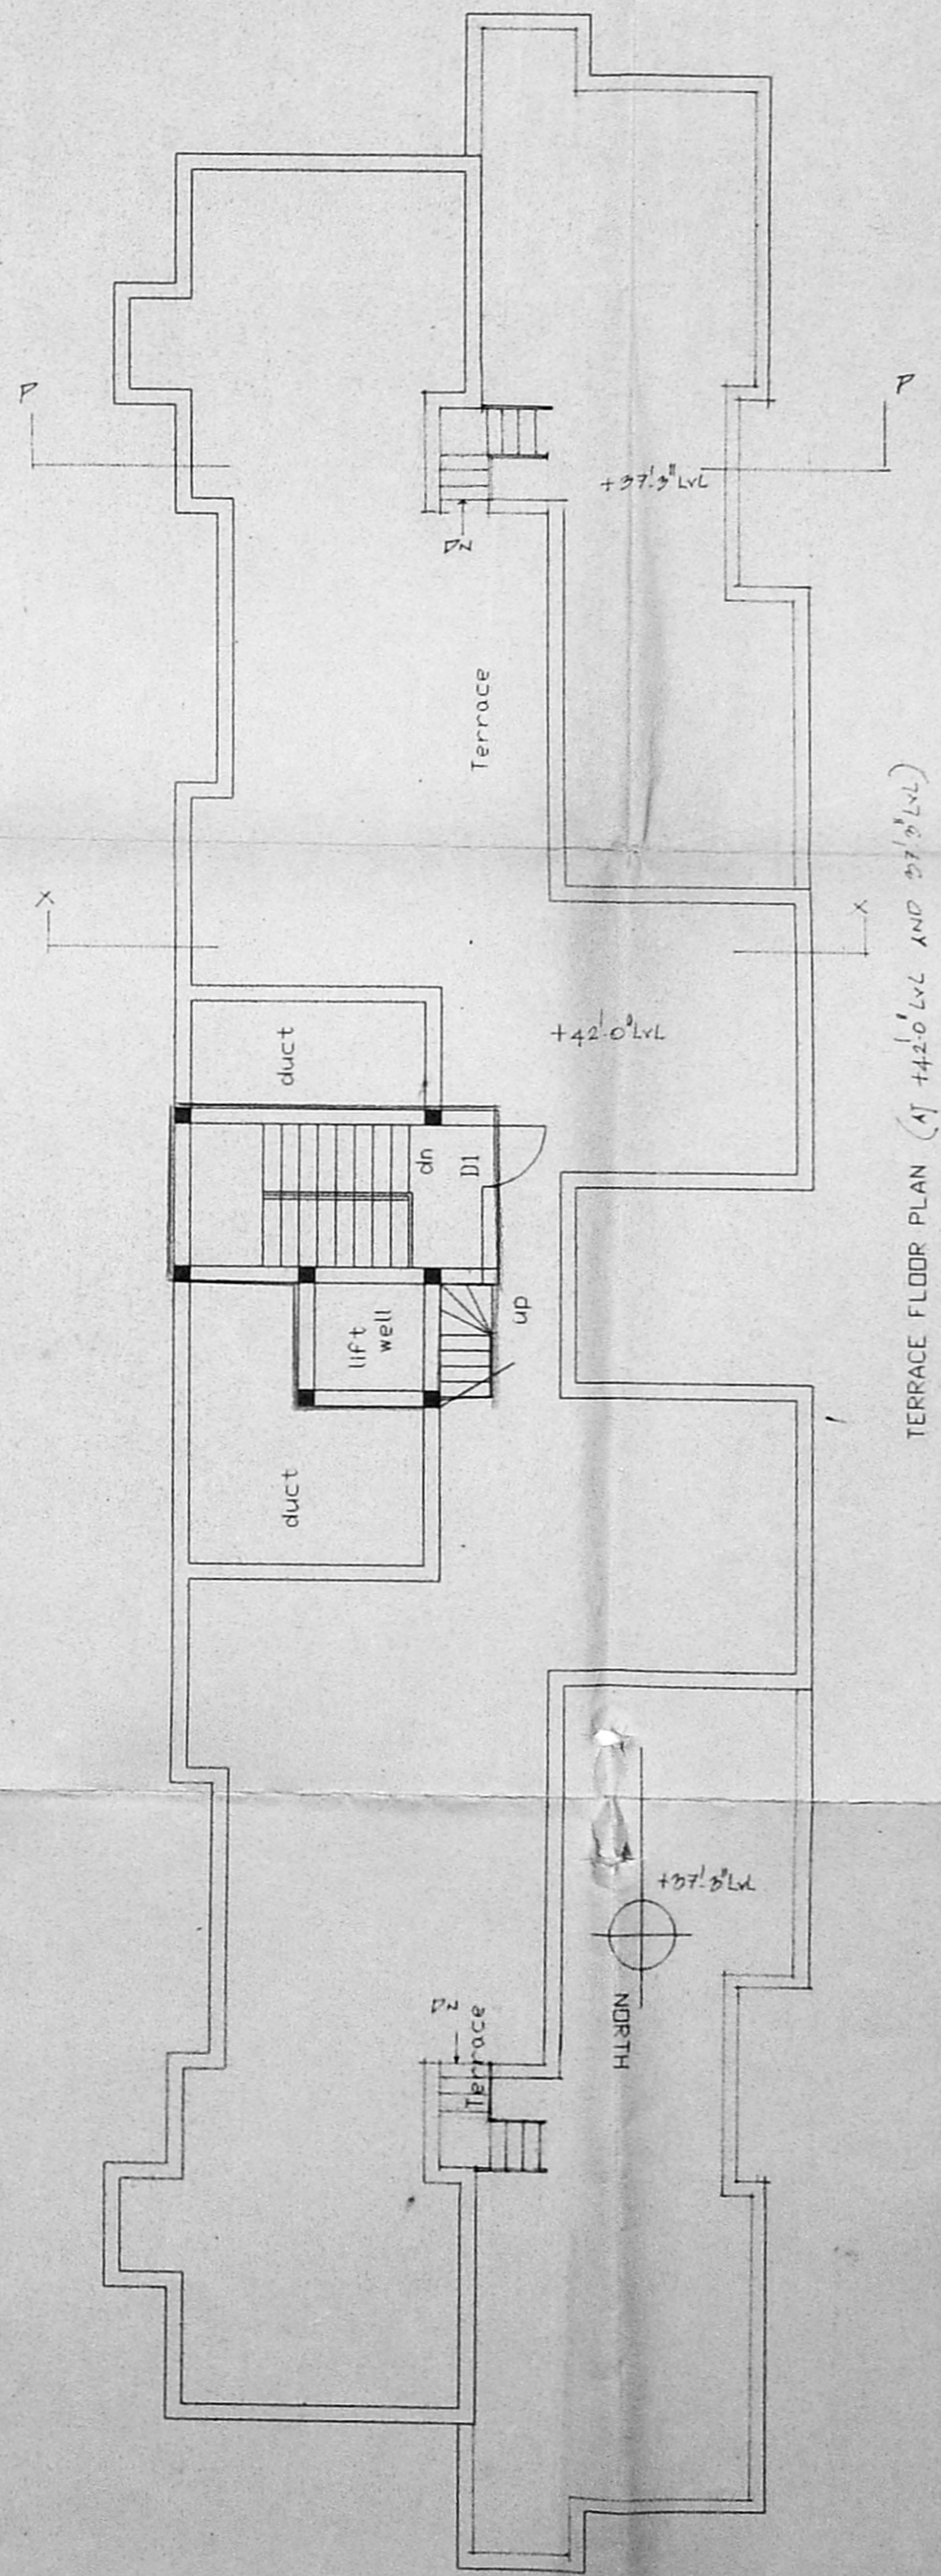 P
P
+37'-3" LVL
DN
Terrace
X
X
+42'-0" LVL
duct
dn
D1
up
lift
well
duct
+37'-3" LVL
NORTH
DN
Terrace
TERRACE FLOOR PLAN (AT +42'-0" LVL AND 37'-3" LVL)